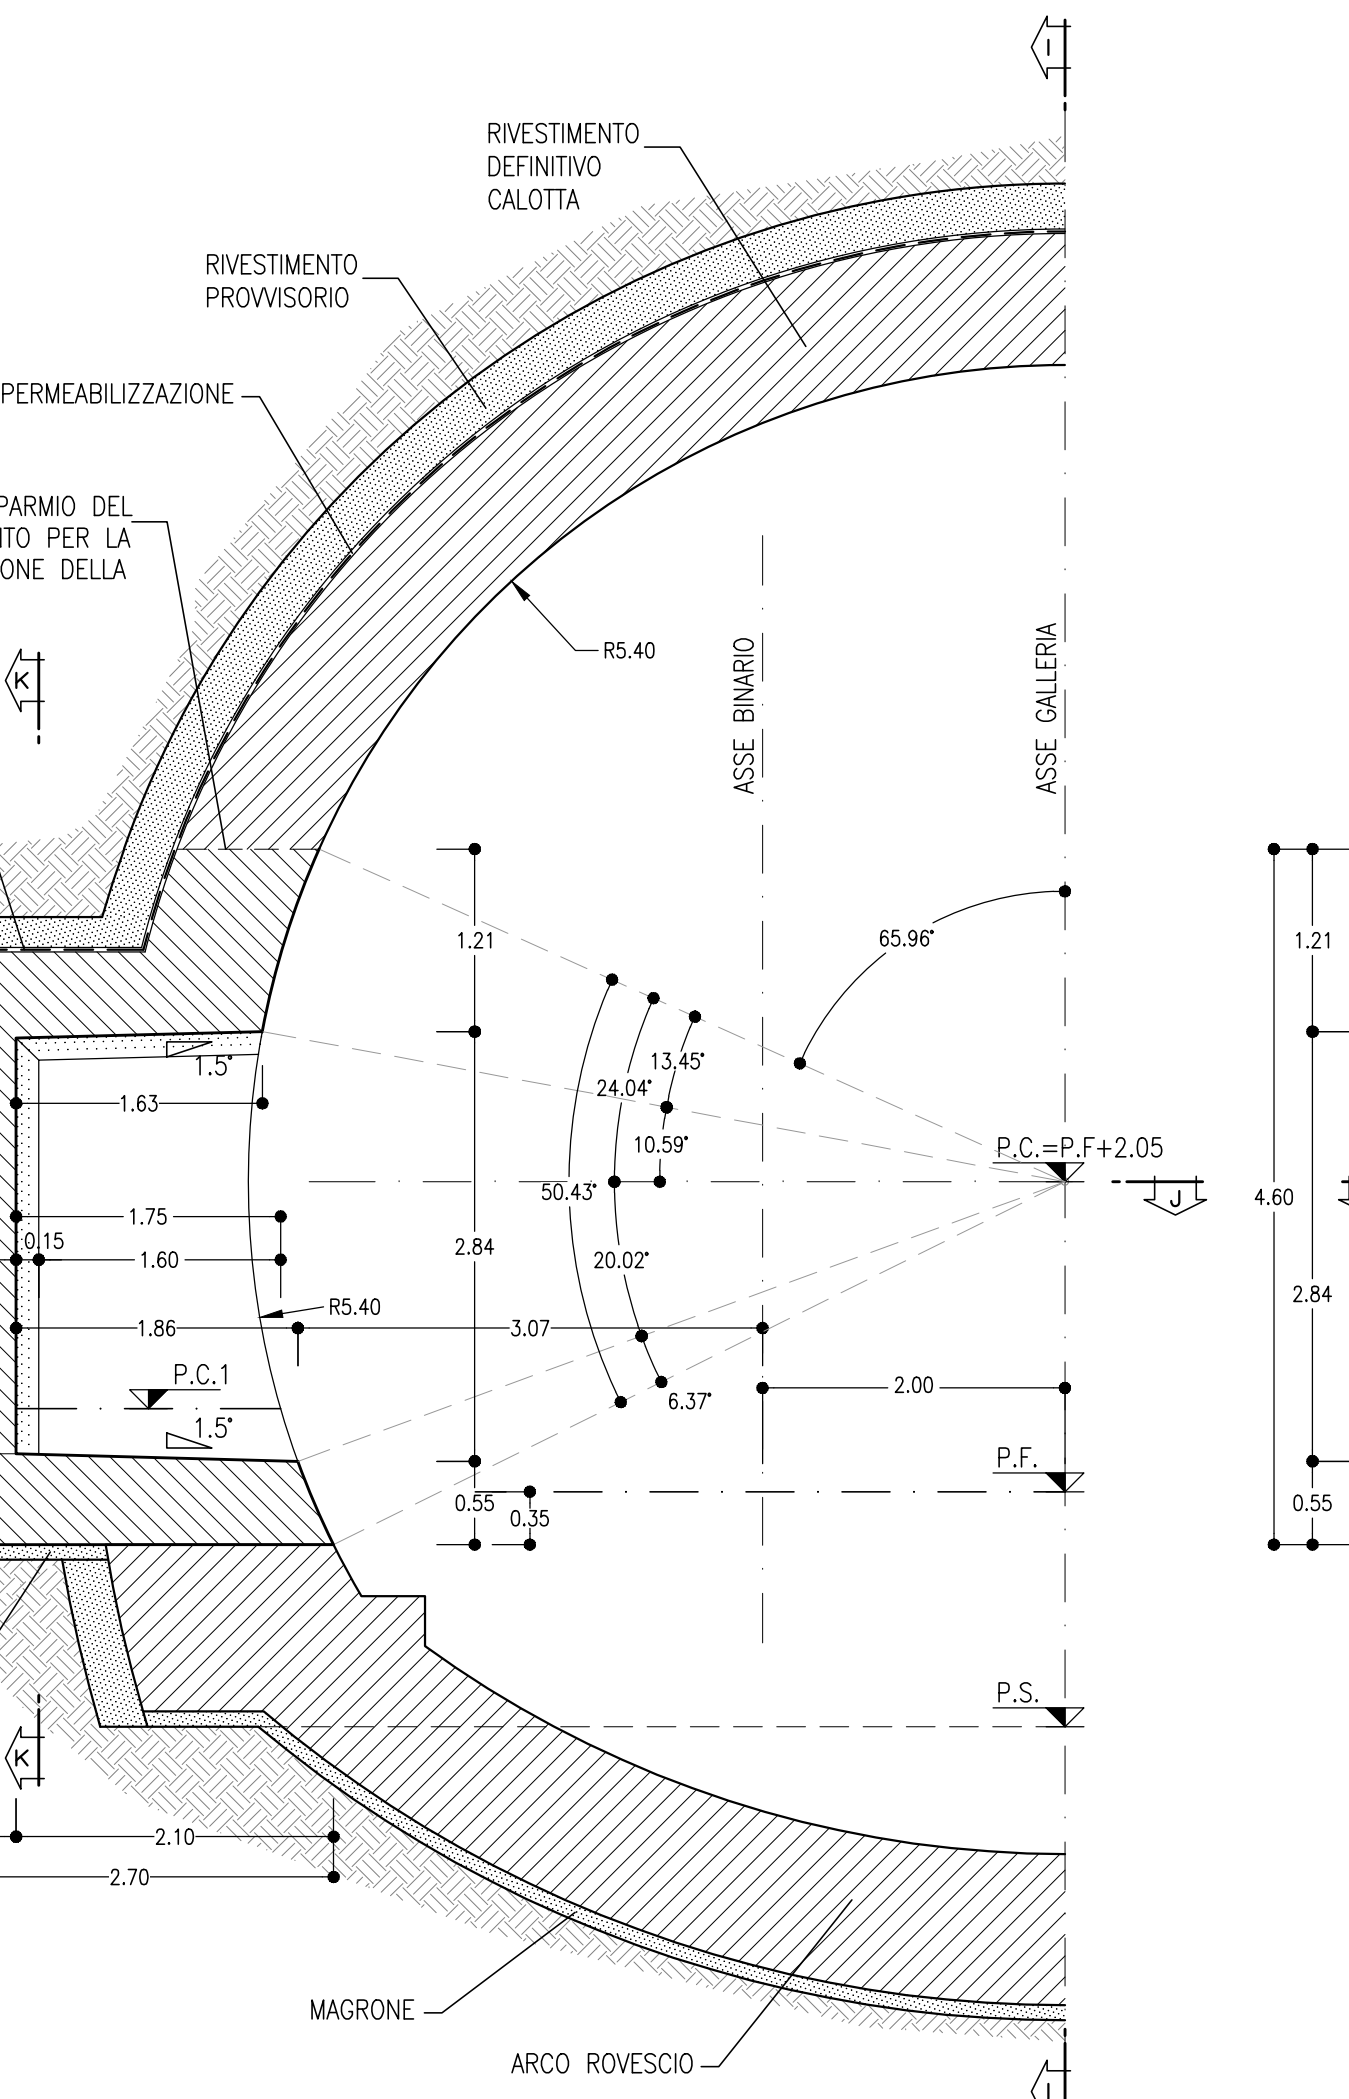 I
RIVESTIMENTO
DEFINITIVO
CALOTTA
RIVESTIMENTO
PROVVISORIO
PERMEABILIZZAZIONE
PARMIO DEL
TO PER LA
ONE DELLA
K
R5.40
ASSE BINARIO
ASSE GALLERIA
1.21
65.96°
1.21
1.5°
13.45°
24.04°
1.63
10.59°
P.C.=P.F+2.05
50.43°
J
4.60
1.75
0.15
2.84
1.60
20.02°
2.84
R5.40
1.86
3.07
P.C.1
2.00
6.37°
1.5°
P.F.
0.55
0.35
0.55
P.S.
K
2.10
2.70
MAGRONE
ARCO ROVESCIO